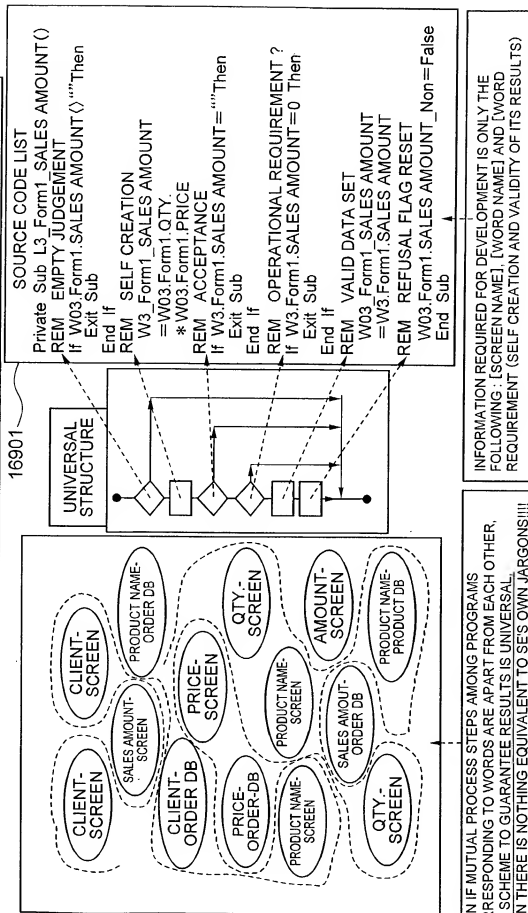 CLIENT-
SCREEN
CLIENT-
SCREEN
SALES AMOUNT-
SCREEN
PRODUCT NAME-
ORDER DB
CLIENT-
ORDER DB
PRICE-
SCREEN
QTY.-
SCREEN
PRICE-
ORDER-DB
PRODUCT NAME-
SCREEN
AMOUNT-
SCREEN
PRODUCT NAME-
SCREEN
SALES AMOUT-
ORDER DB
PRODUCT NAME-
PRODUCT DB
QTY.-
SCREEN
UNIVERSAL
STRUCTURE
16901
SOURCE CODE LIST
Private Sub L3_Form1_SALES AMOUNT()
REM EMPTY JUDGEMENT
If W03.Form1.SALES AMOUNT<>""Then
Exit Sub
End If
REM SELF CREATION
W3_Form1_SALES AMOUNT
=W03.Form1.QTY.
*W03.Form1.PRICE
REM ACCEPTANCE
If W3.Form1.SALES AMOUNT=""Then
Exit Sub
End If
REM OPERATIONAL REQUIREMENT ?
If W3.Form1.SALES AMOUNT=0 Then
Exit Sub
End If
REM VALID DATA SET
W03_Form1_SALES AMOUNT
=W3.Form1.SALES AMOUNT
REM REFUSAL FLAG RESET
W03.Form1.SALES AMOUNT_Non=False
End Sub
N IF MUTUAL PROCESS STEPS AMONG PROGRAMS
RESPONDING TO WORDS ARE APART FROM EACH OTHER,
SCHEME TO GUARANTEE RESULTS IS UNIVERSAL,
N THERE IS NOTHING EQUIVALENT TO SE'S OWN JARGONS!!!!
INFORMATION REQUIRED FOR DEVELOPMENT IS ONLY THE
FOLLOWING : [SCREEN NAME], [WORD NAME] AND [WORD
REQUIREMENT (SELF CREATION AND VALIDITY OF ITS RESULTS)